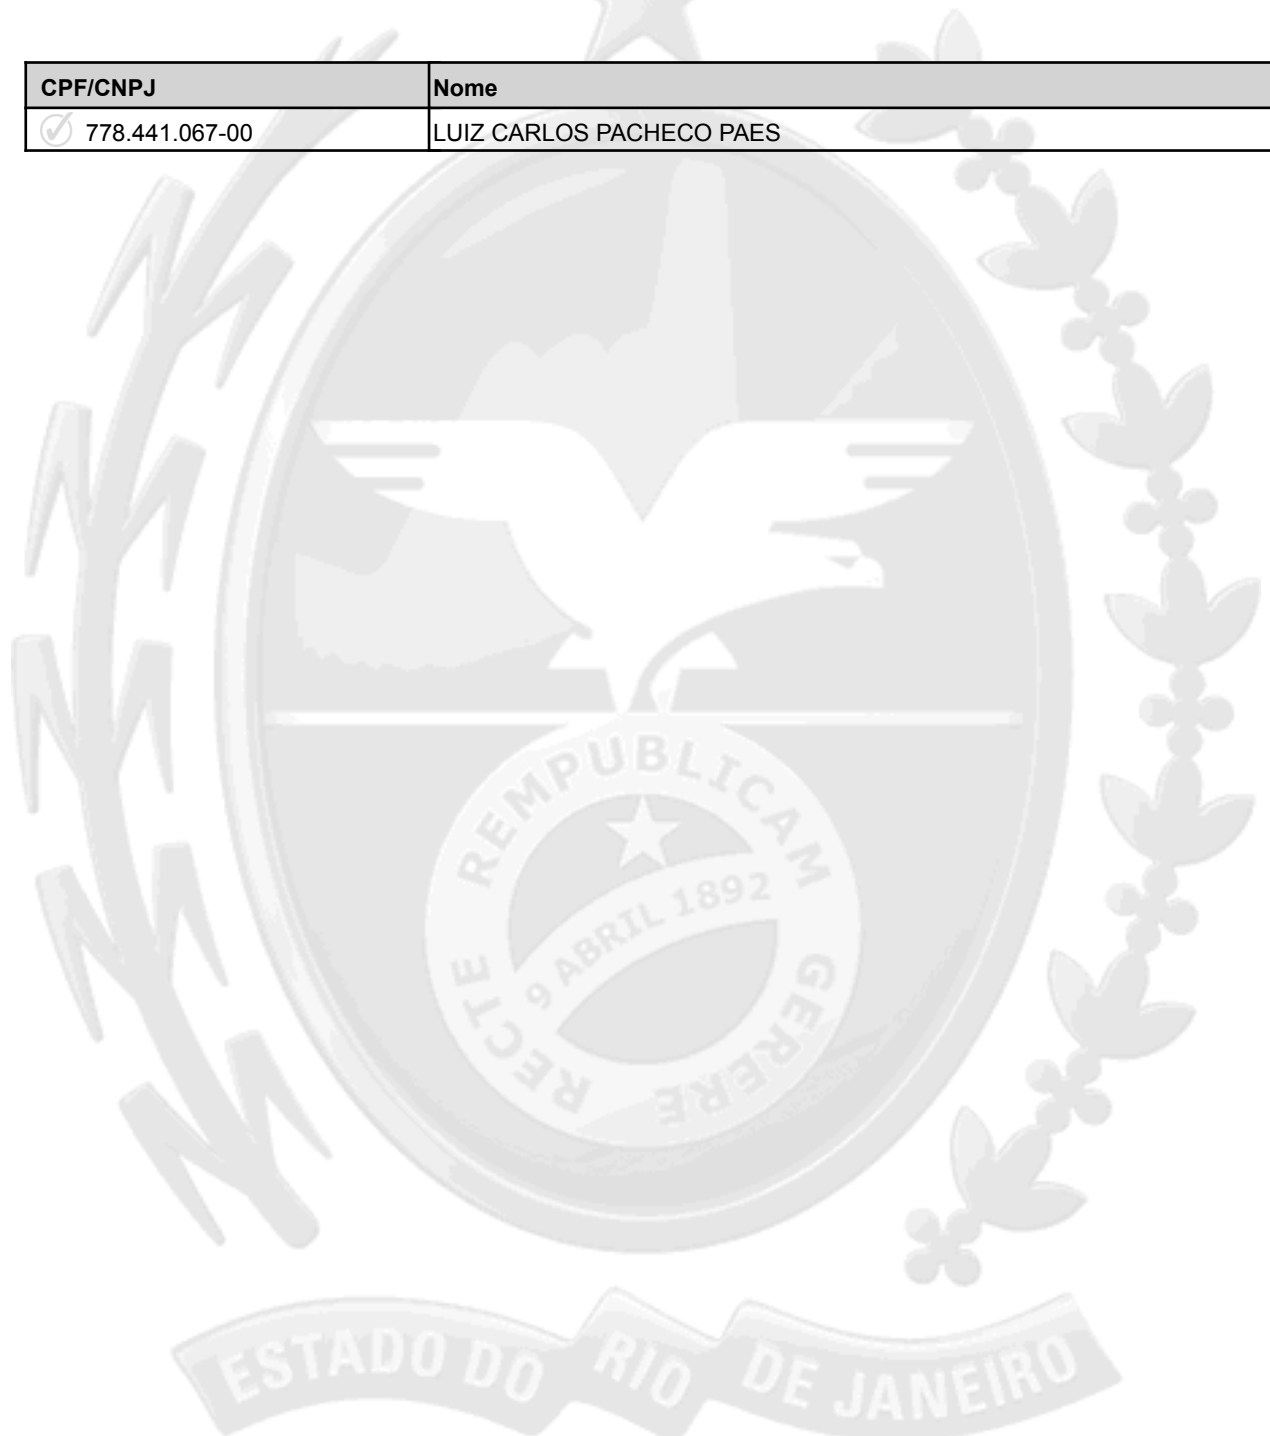 CPF/CNPJ Nome
778.441.067-00 LUIZ CARLOS PACHECO PAES
REMPUBLICAM
9 ABRIL 1892
RECTE GERERE
ESTADO DO RIO DE JANEIRO